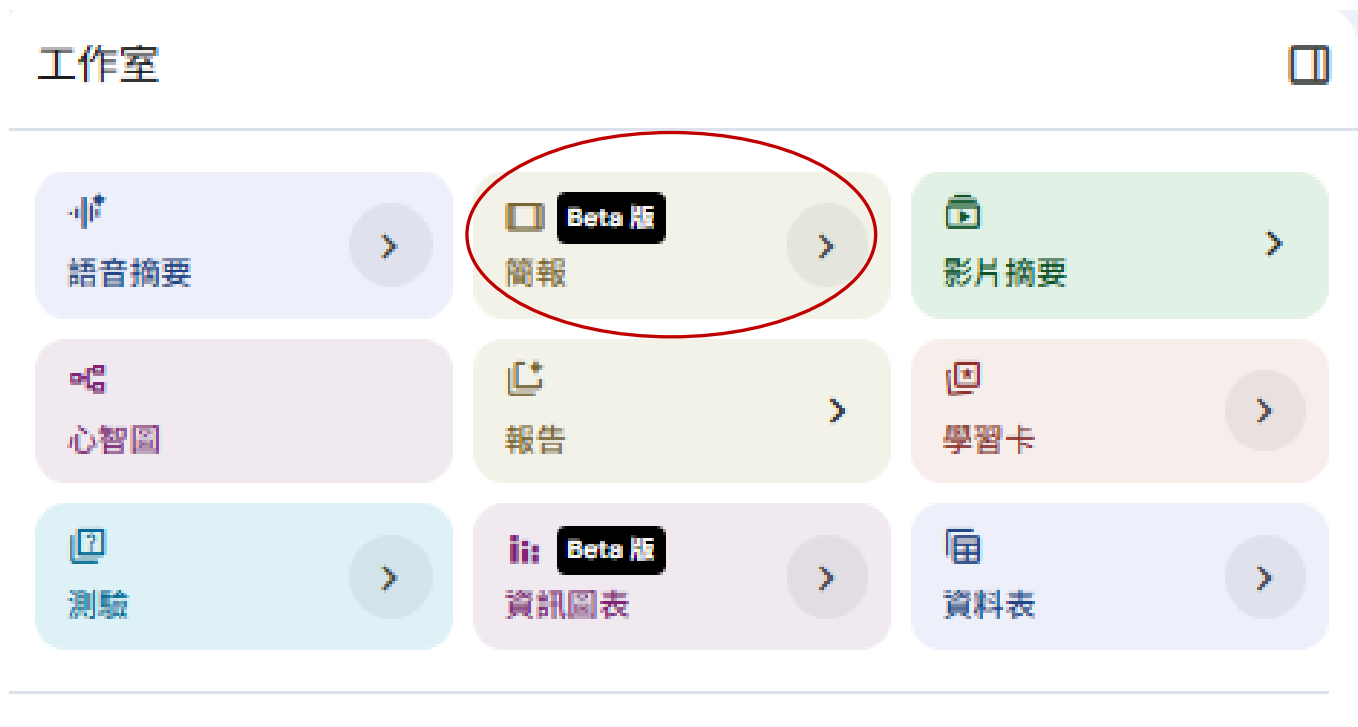 工作室
語音摘要
Beta 版
簡報
影片摘要
心智圖
報告
學習卡
測驗
Beta 版
資訊圖表
資料表